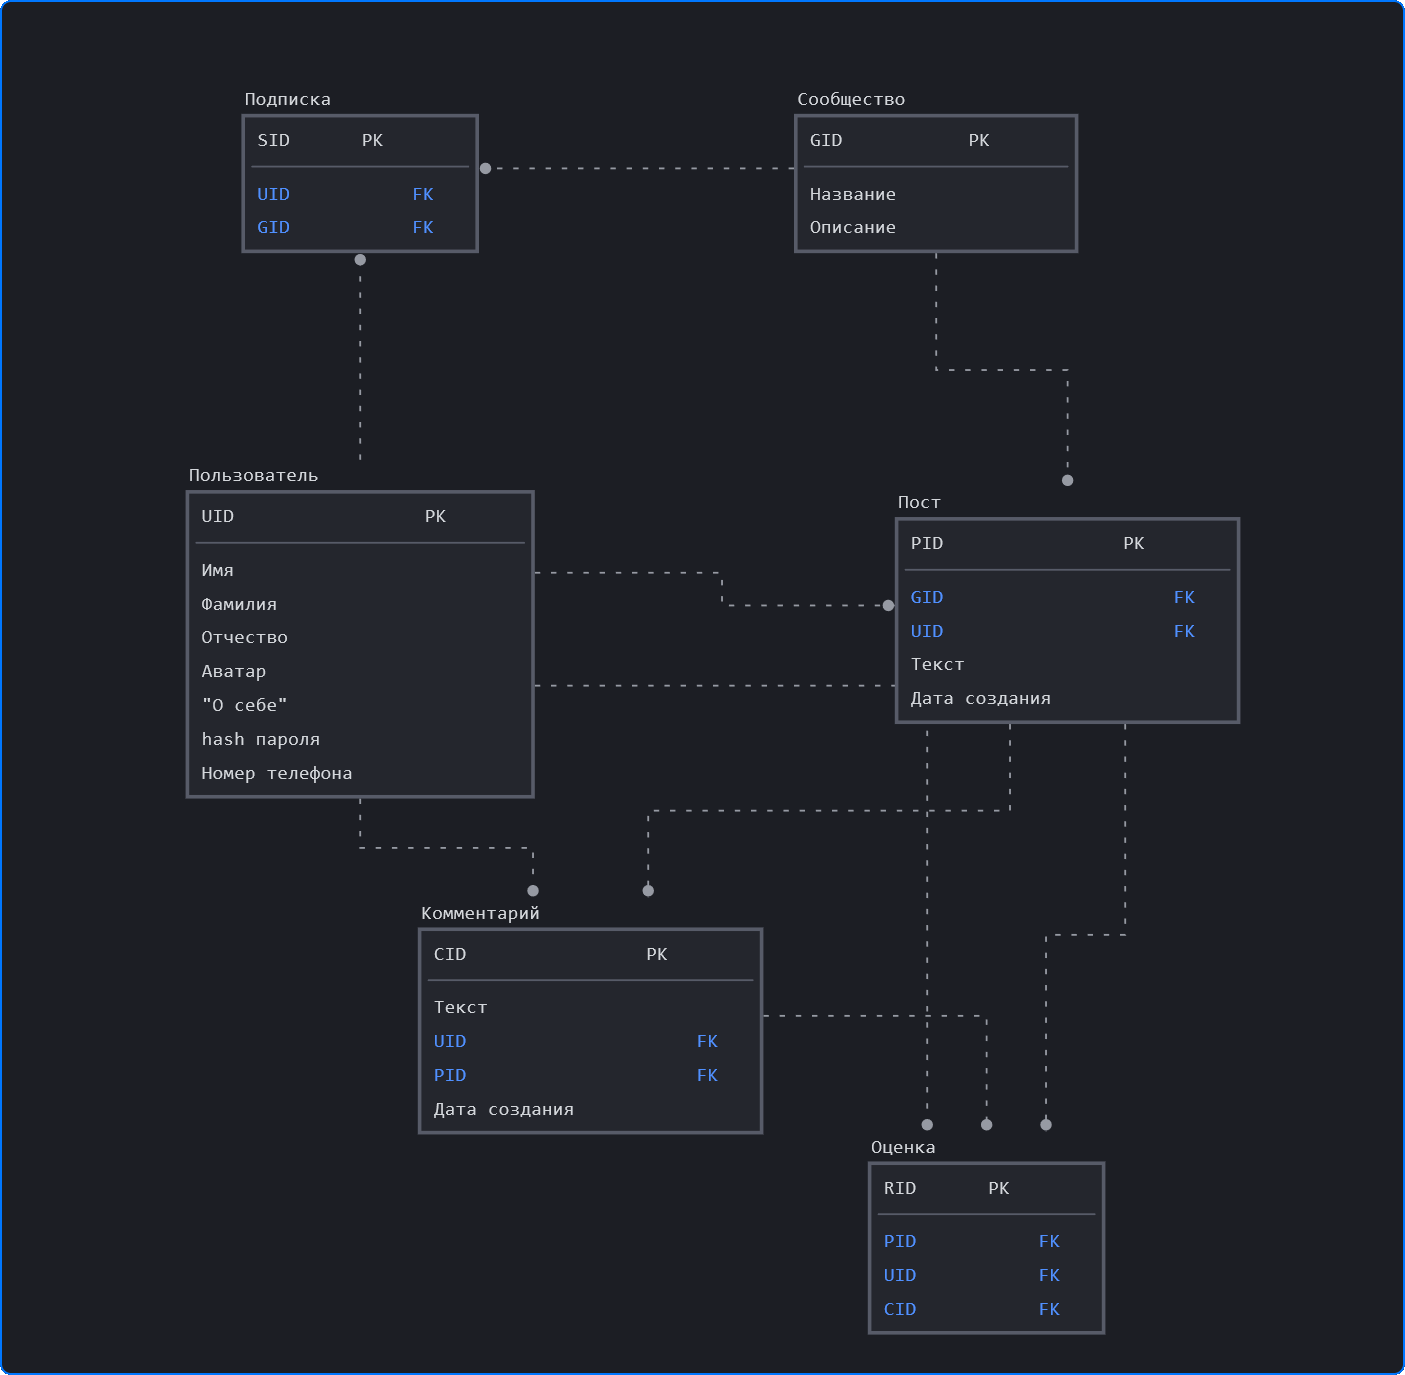 Подписка
SID PK
UID FK
GID FK
Сообщество
GID PK
Название
Описание
Пользователь
UID PK
Имя
Фамилия
Отчество
Аватар
"О себе"
hash пароля
Номер телефона
Пост
PID PK
GID FK
UID FK
Текст
Дата создания
Комментарий
CID PK
Текст
UID FK
PID FK
Дата создания
Оценка
RID PK
PID FK
UID FK
CID FK